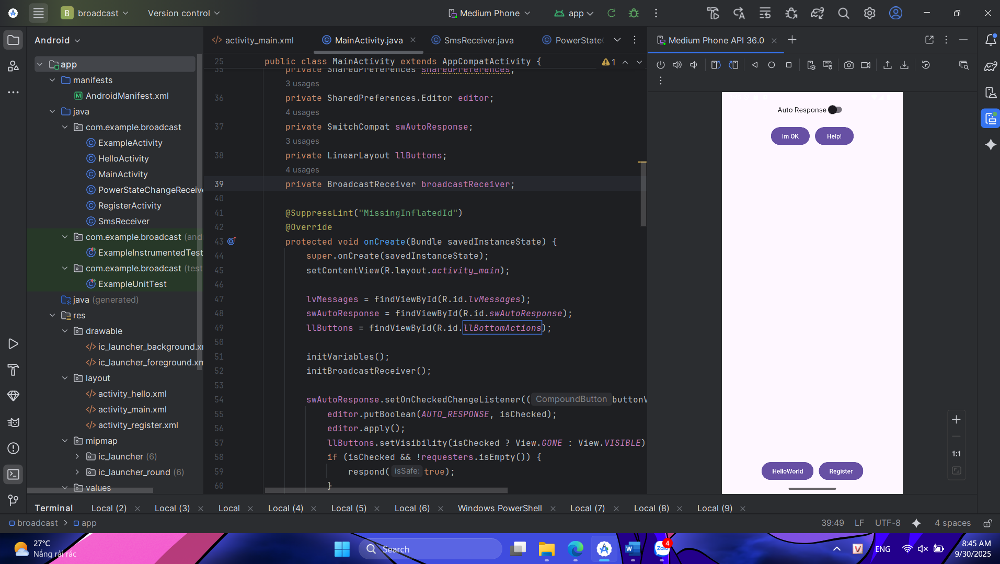 B broadcast Version control Medium Phone app
Android
app
manifests
AndroidManifest.xml
java
com.example.broadcast
ExampleActivity
HelloActivity
MainActivity
PowerStateChangeReceive
RegisterActivity
SmsReceiver
com.example.broadcast (and
ExampleInstrumentedTest
com.example.broadcast (test
ExampleUnitTest
java (generated)
res
drawable
ic_launcher_background.xm
ic_launcher_foreground.xm
layout
activity_hello.xml
activity_main.xml
activity_register.xml
mipmap
ic_launcher (6)
ic_launcher_round (6)
values
activity_main.xml MainActivity.java SmsReceiver.java PowerState
25 public class MainActivity extends AppCompatActivity { 1
35 private SharedPreferences sharedPreferences;
3 usages
36 private SharedPreferences.Editor editor;
4 usages
37 private SwitchCompat swAutoResponse;
3 usages
38 private LinearLayout llButtons;
4 usages
39 private BroadcastReceiver broadcastReceiver;
40
41 @SuppressLint("MissingInflatedId")
42 @Override
43 protected void onCreate(Bundle savedInstanceState) {
44 super.onCreate(savedInstanceState);
45 setContentView(R.layout.activity_main);
46
47 lvMessages = findViewById(R.id.lvMessages);
48 swAutoResponse = findViewById(R.id.swAutoResponse);
49 llButtons = findViewById(R.id.llBottomActions);
50
51 initVariables();
52 initBroadcastReceiver();
53
54 swAutoResponse.setOnCheckedChangeListener(( CompoundButton buttonV
55 editor.putBoolean(AUTO_RESPONSE, isChecked);
56 editor.apply();
57 llButtons.setVisibility(isChecked ? View.GONE : View.VISIBLE)
58 if (isChecked && !requesters.isEmpty()) {
59 respond( isSafe: true);
60 }
Medium Phone API 36.0
Auto Response
Im OK Help!
HelloWorld Register
1:1
Terminal Local (2) Local (3) Local Local (4) Local (5) Local (6) Windows PowerShell Local (7) Local (8) Local (9)
broadcast app 39:49 LF UTF-8 4 spaces
27°C
Nắng rải rác
Search
W
Zalo
4
V
ENG
8:45 AM
9/30/2025